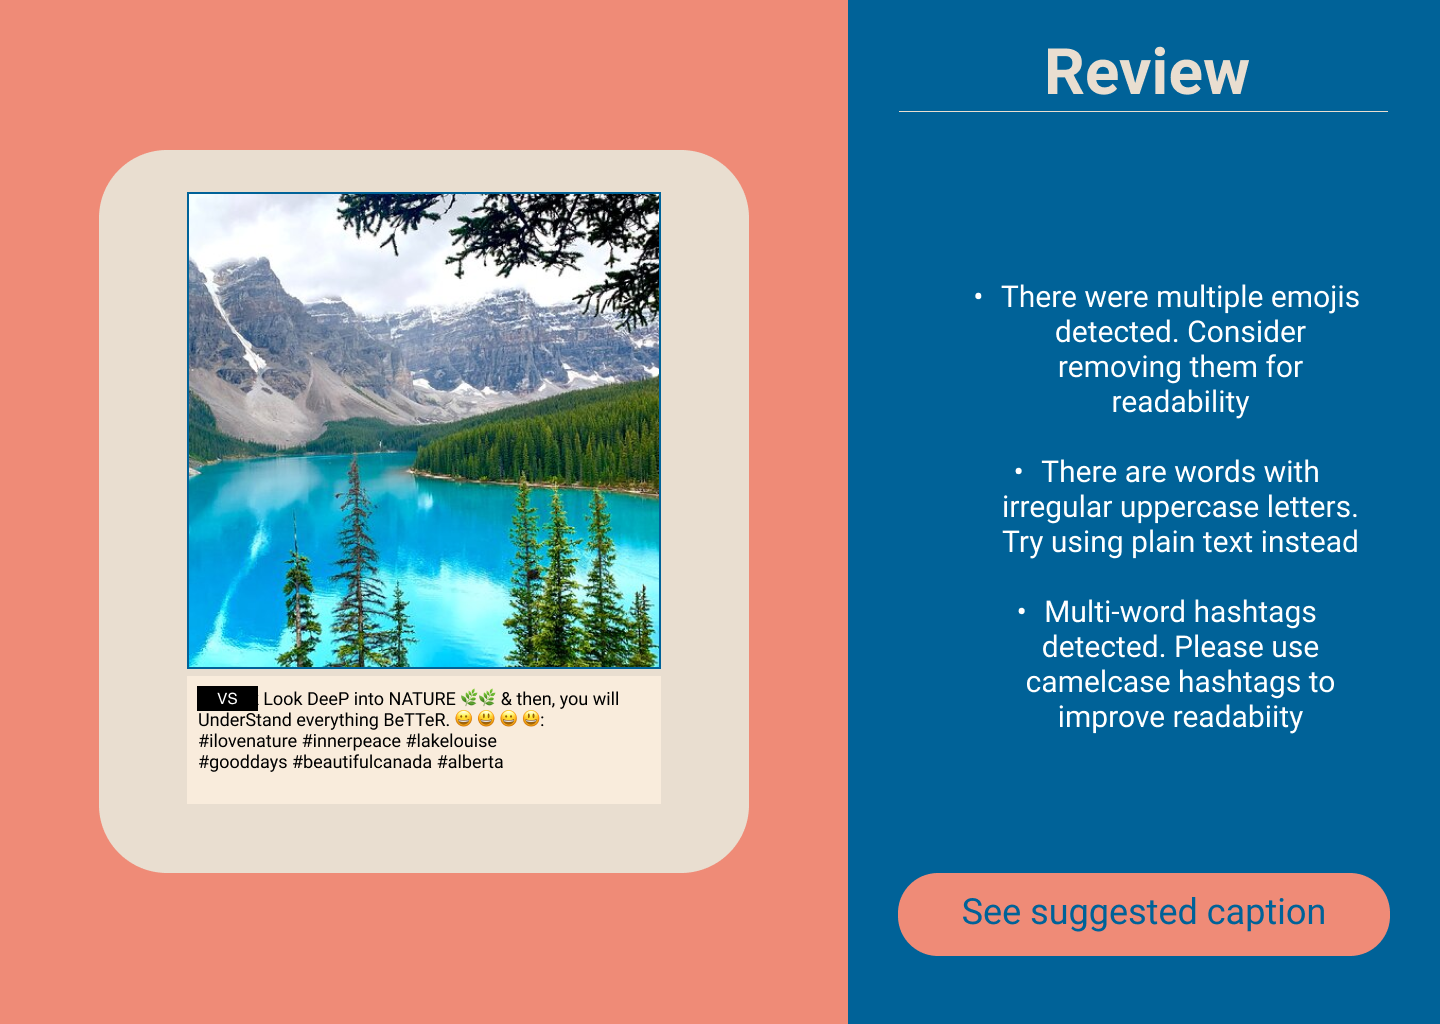 Review
• There were multiple emojis
detected. Consider
removing them for
readability
• There are words with
irregular uppercase letters.
Try using plain text instead
• Multi-word hashtags
detected. Please use
camelcase hashtags to
improve readabiity
VS : Look DeeP into NATURE 🌿🌿 & then, you will
UnderStand everything BeTTeR. 😀 😃 😀 😃:
#ilovenature #innerpeace #lakelouise
#gooddays #beautifulcanada #alberta
See suggested caption